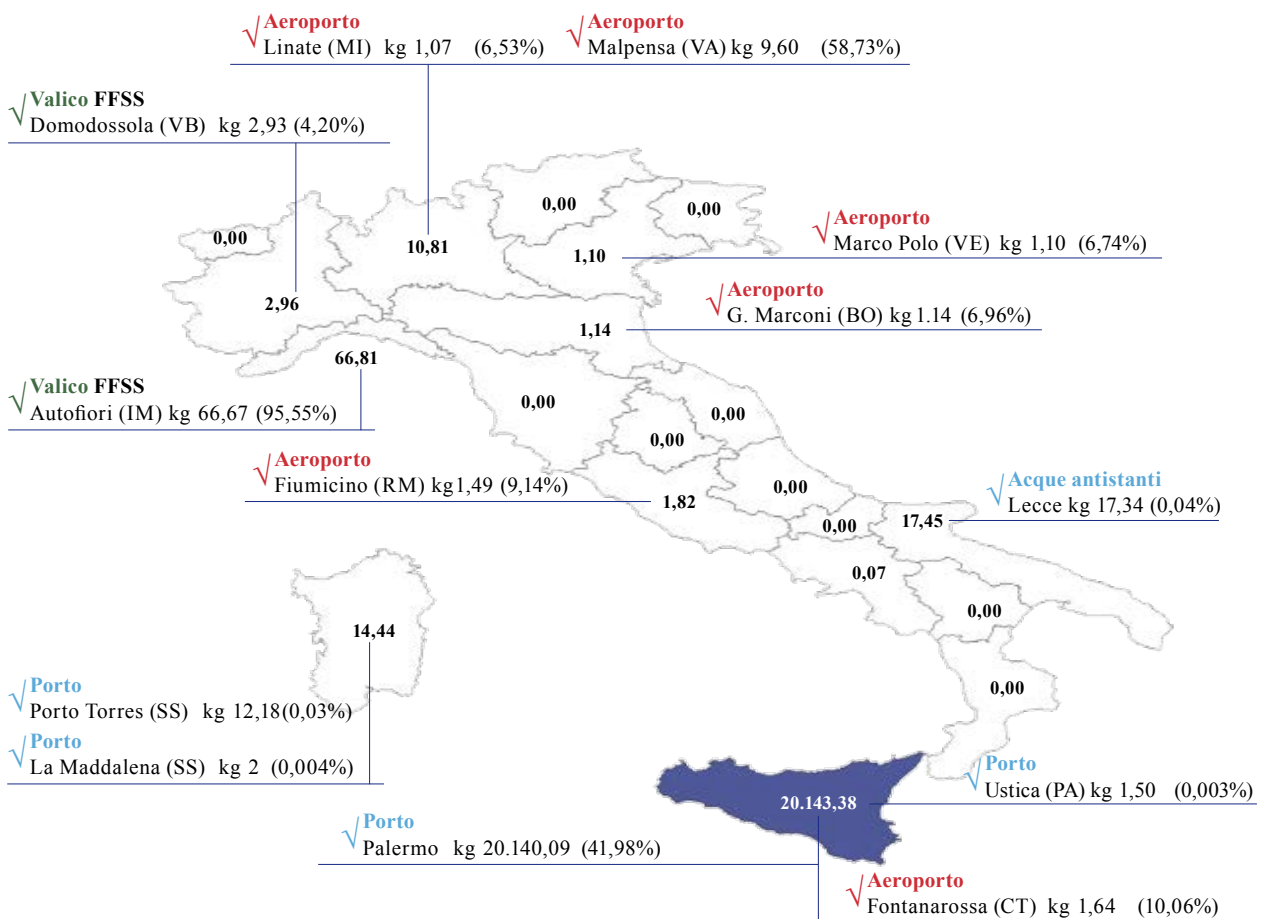 √ Aeroporto
Linate (MI) kg 1,07 (6,53%)
√ Aeroporto
Malpensa (VA) kg 9,60 (58,73%)
√ Valico FFSS
Domodossola (VB) kg 2,93 (4,20%)
0,00
0,00
0,00
10,81
1,10
√ Aeroporto
Marco Polo (VE) kg 1,10 (6,74%)
2,96
√ Aeroporto
G. Marconi (BO) kg 1.14 (6,96%)
1,14
66,81
√ Valico FFSS
Autofiori (IM) kg 66,67 (95,55%)
0,00
0,00
0,00
√ Aeroporto
Fiumicino (RM) kg1,49 (9,14%)
1,82
0,00
0,00
17,45
√ Acque antistanti
Lecce kg 17,34 (0,04%)
0,07
0,00
14,44
0,00
√ Porto
Porto Torres (SS) kg 12,18(0,03%)
√ Porto
La Maddalena (SS) kg 2 (0,004%)
20.143,38
√ Porto
Ustica (PA) kg 1,50 (0,003%)
√ Porto
Palermo kg 20.140,09 (41,98%)
√ Aeroporto
Fontanarossa (CT) kg 1,64 (10,06%)